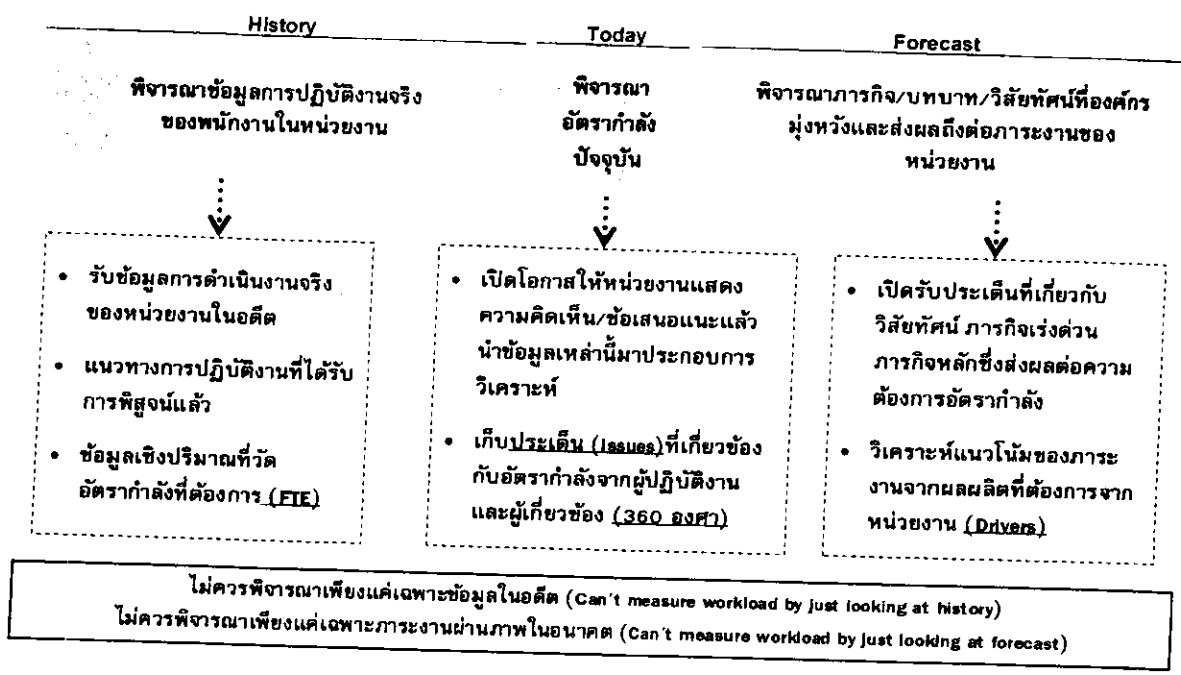 History
Today
Forecast
พิจารณาข้อมูลการปฏิบัติงานจริง
ของพนักงานในหน่วยงาน
พิจารณา
อัตรากำลัง
ปัจจุบัน
พิจารณาภารกิจ/บทบาท/วิสัยทัศน์ที่องค์กร
มุ่งหวังและส่งผลถึงต่อภาระงานของ
หน่วยงาน
• รับข้อมูลการดำเนินงานจริง
ของหน่วยงานในอดีต
• แนวทางการปฏิบัติงานที่ได้รับ
การพิสูจน์แล้ว
• ข้อมูลเชิงปริมาณที่วัด
อัตรากำลังที่ต้องการ (FTE)
• เปิดโอกาสให้หน่วยงานแสดง
ความคิดเห็น/ข้อเสนอแนะแล้ว
นำข้อมูลเหล่านี้มาประกอบการ
วิเคราะห์
• เก็บประเด็น (Issues)ที่เกี่ยวข้อง
กับอัตรากำลังจากผู้ปฏิบัติงาน
และผู้เกี่ยวข้อง (360 องศา)
• เปิดรับประเด็นที่เกี่ยวกับ
วิสัยทัศน์ ภารกิจเร่งด่วน
ภารกิจหลักซึ่งส่งผลต่อความ
ต้องการอัตรากำลัง
• วิเคราะห์แนวโน้มของภาระ
งานจากผลผลิตที่ต้องการจาก
หน่วยงาน (Drivers)
ไม่ควรพิจารณาเพียงแค่เฉพาะข้อมูลในอดีต (Can't measure workload by just looking at history)
ไม่ควรพิจารณาเพียงแค่เฉพาะภาระงานผ่านภาพในอนาคต (Can't measure workload by just looking at forecast)